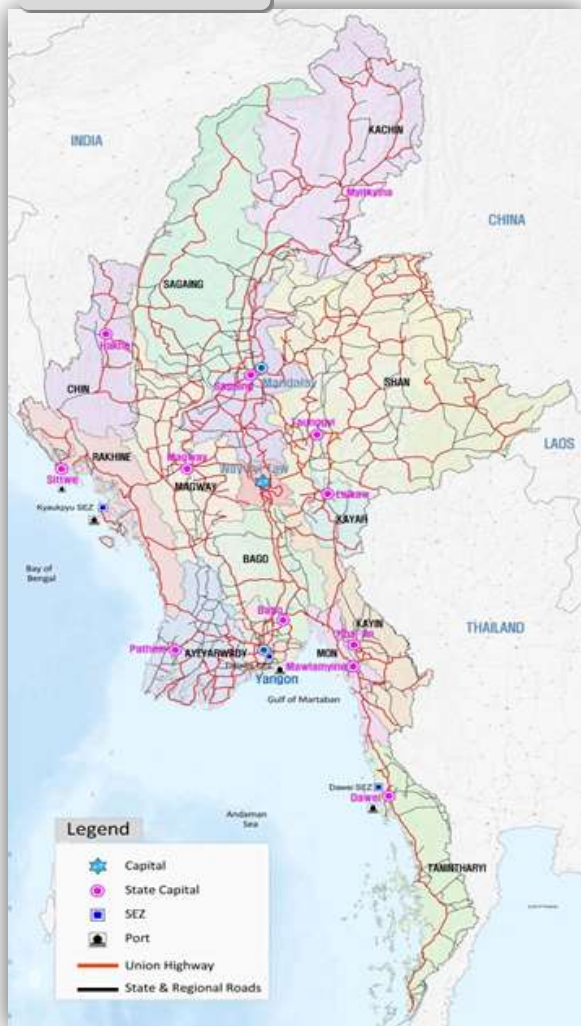 KACHIN
INDIA
Myitkyina
CHINA
SAGAING
Hakha
Mandalay
Sagaing
CHIN
SHAN
Taunggyi
LAOS
RAKHINE
Magway
Nay Pyi Taw
Sittwe
MAGWAY
Loikaw
Kyaukpyu SEZ
KAYAH
BAGO
Bay of
Bengal
Bago
KAYIN
THAILAND
Pathein
AYEYARWADY
MON
Mawlamyine
Yangon
Gulf of Martaban
Dawei SEZ
Dawei
Andaman
Sea
TANINTHARYI
Legend
Capital
State Capital
SEZ
Port
Union Highway
State & Regional Roads